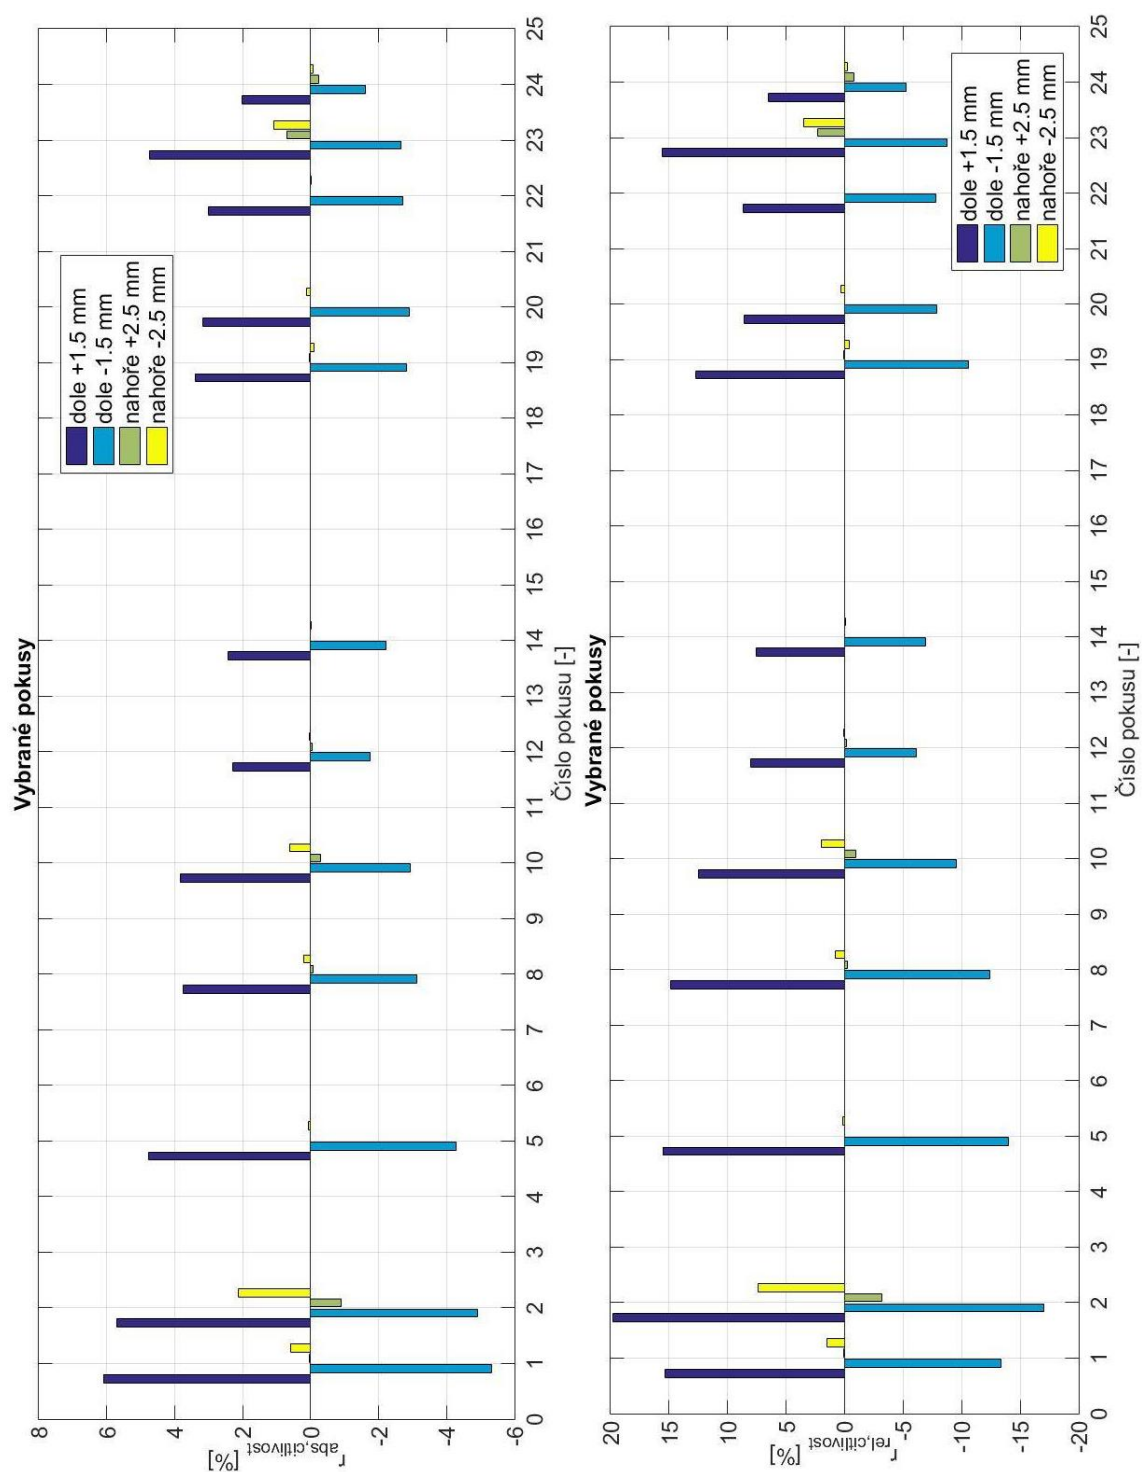 Vybrané pokusy
r_abs,citlivost [%]
8
6
4
2
0
-2
-4
-6
0 1 2 3 4 5 6 7 8 9 10 11 12 13 14 15 16 17 18 19 20 21 22 23 24 25
Číslo pokusu [-]
dole +1.5 mm
dole -1.5 mm
nahoře +2.5 mm
nahoře -2.5 mm
Vybrané pokusy
r_rel,citlivost [%]
20
15
10
5
0
-5
-10
-15
-20
0 1 2 3 4 5 6 7 8 9 10 11 12 13 14 15 16 17 18 19 20 21 22 23 24 25
Číslo pokusu [-]
dole +1.5 mm
dole -1.5 mm
nahoře +2.5 mm
nahoře -2.5 mm